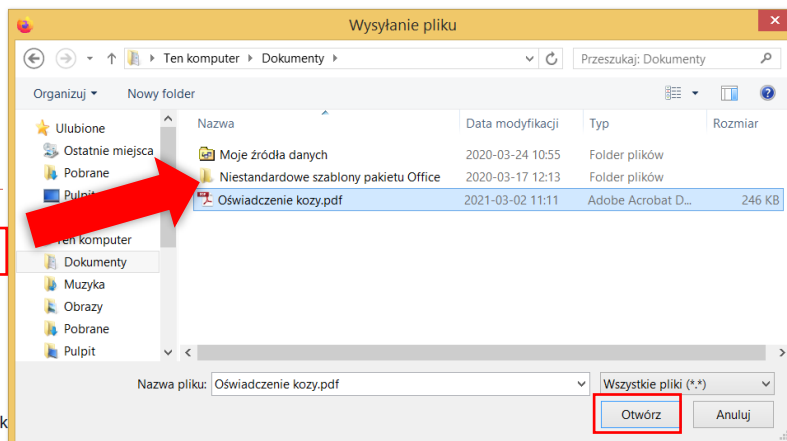 Wysyłanie pliku
Ten komputer Dokumenty Przeszukaj: Dokumenty
Organizuj Nowy folder
Nazwa Data modyfikacji Typ Rozmiar
Ulubione
Ostatnie miejsca
Pobrane
Pulpit
Ten komputer
Dokumenty
Muzyka
Obrazy
Pobrane
Pulpit
Moje źródła danych 2020-03-24 10:55 Folder plików
Niestandardowe szablony pakietu Office 2020-03-17 12:13 Folder plików
Oświadczenie kozy.pdf 2021-03-02 11:11 Adobe Acrobat D... 246 KB
Nazwa pliku: Oświadczenie kozy.pdf Wszystkie pliki (*.*)
Otwórz Anuluj
k